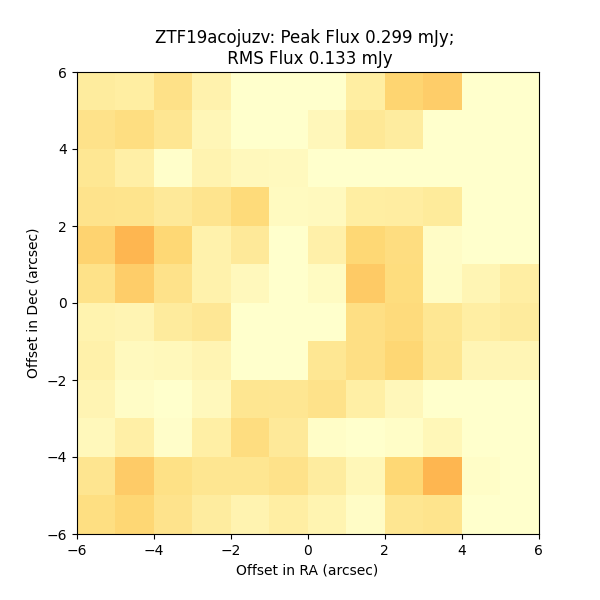 ZTF19acojuzv: Peak Flux 0.299 mJy;
RMS Flux 0.133 mJy
6
4
2
0
−2
−4
−6
Offset in Dec (arcsec)
−6 −4 −2 0 2 4 6
Offset in RA (arcsec)